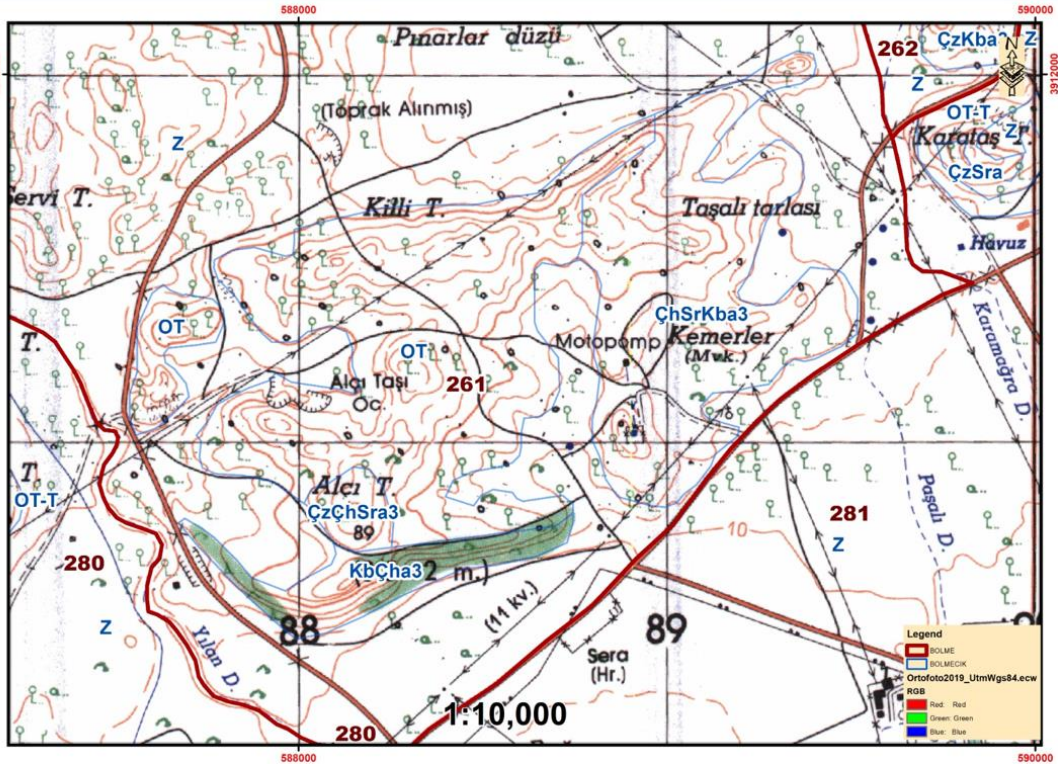 588000
590000
Pınarlar düzü
262
ÇzKba
Z
N
3912000
Z
(Toprak Alınmış)
OT-T
Z
Karataş T.
Z
ÇzSra
Servi T.
Killi T.
Taşalı tarlası
Havuz
OT
ÇhSrKba3
T.
OT
Motopomp
Kemerler
(Mvk.)
Karamağra D.
261
Alçı Taşı
Oc.
T.
Alçı T.
OT-T
ÇzÇhSra3
281
Paşalı D.
89
10
Z
280
KbÇha3
2 m.)
Z
88
(11 kv.)
89
Yılan D.
Sera
(Hr.)
Legend
BOLME
BOLMECIK
Ortofoto2019_UtmWgs84.ecw
RGB
Red: Red
Green: Green
Blue: Blue
1:10,000
280
588000
590000